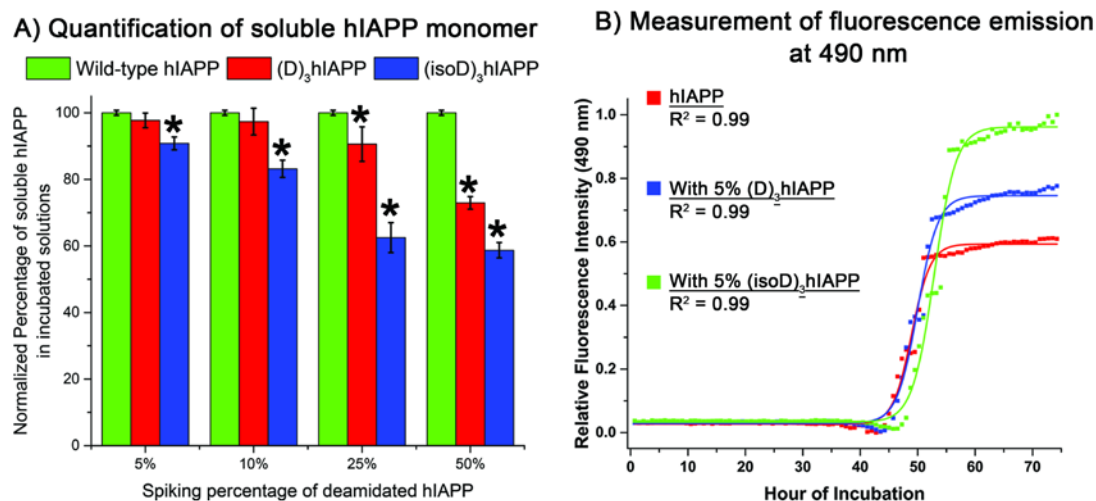 A) Quantification of soluble hIAPP monomer
Wild-type hIAPP (D)3hIAPP (isoD)3hIAPP
Normalized Percentage of soluble hIAPP
in incubated solutions
100
80
60
40
20
0
* * * * * *
5% 10% 25% 50%
Spiking percentage of deamidated hIAPP
B) Measurement of fluorescence emission
at 490 nm
hIAPP
R² = 0.99
With 5% (D)3hIAPP
R² = 0.99
With 5% (isoD)3hIAPP
R² = 0.99
Relative Fluorescence Intensity (490 nm)
1.0
0.8
0.6
0.4
0.2
0.0
0 10 20 30 40 50 60 70
Hour of Incubation